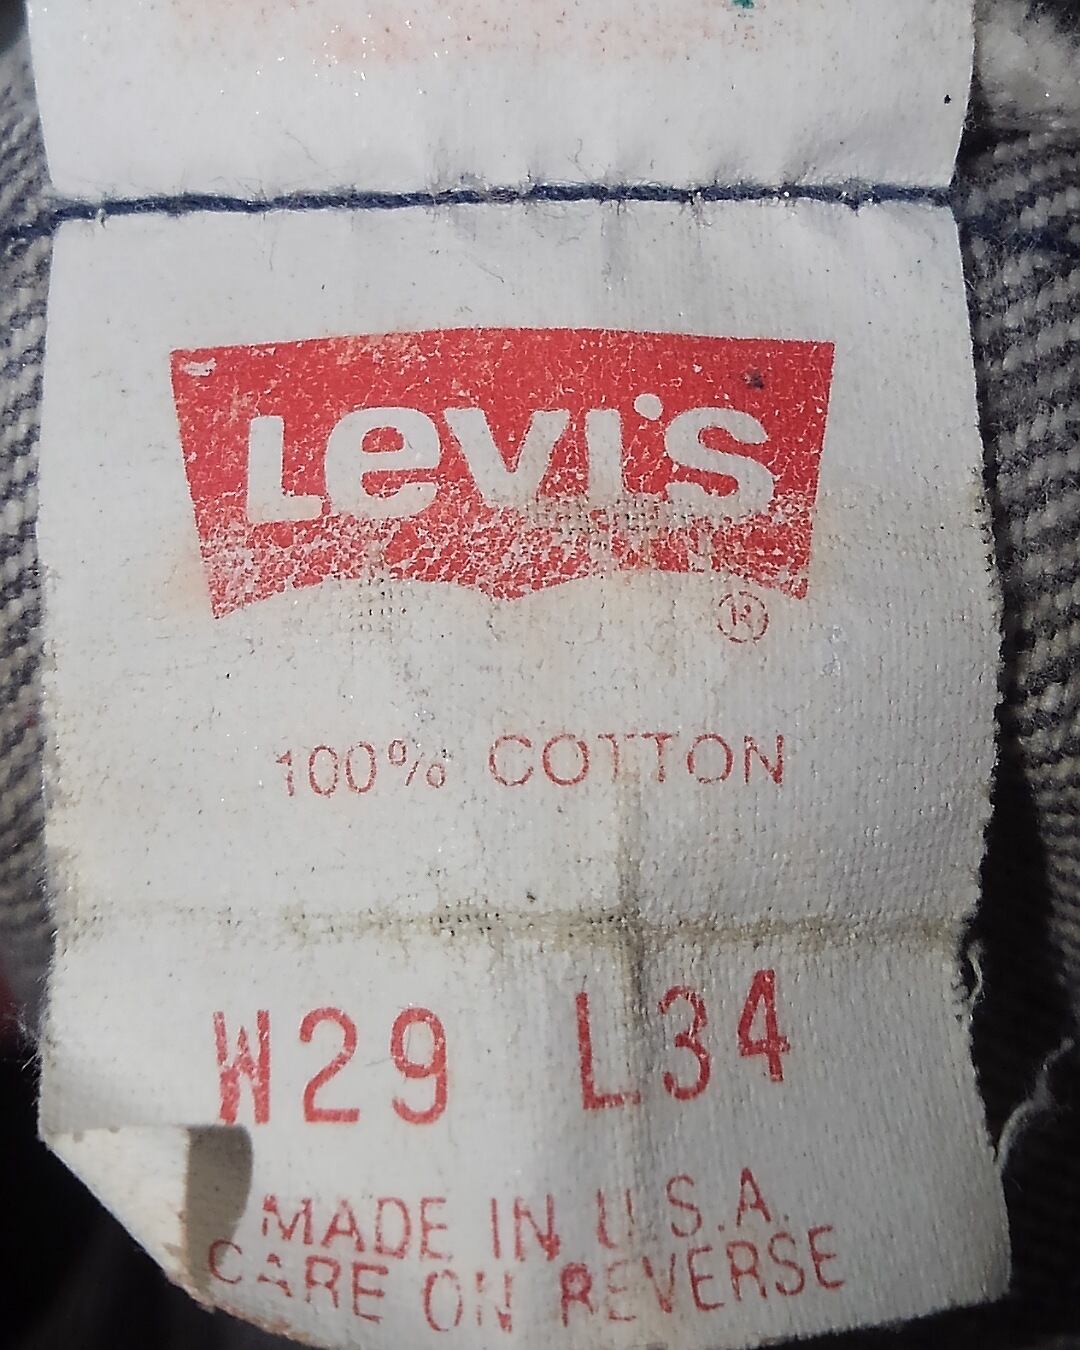 Levi's
®
100% COTTON
W29 L34
MADE IN U.S.A.
CARE ON REVERSE